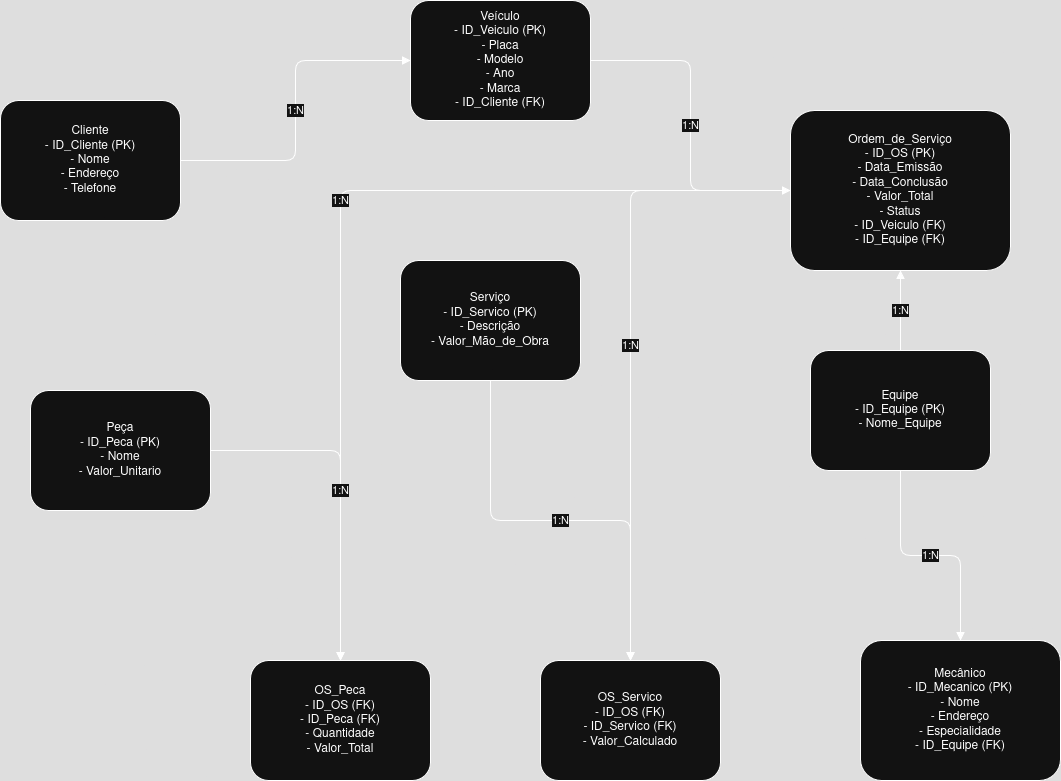 Veículo
- ID_Veiculo (PK)
- Placa
- Modelo
- Ano
- Marca
- ID_Cliente (FK)
1:N
1:N
Cliente
- ID_Cliente (PK)
- Nome
- Endereço
- Telefone
Ordem_de_Serviço
- ID_OS (PK)
- Data_Emissão
- Data_Conclusão
- Valor_Total
- Status
- ID_Veiculo (FK)
- ID_Equipe (FK)
1:N
Serviço
- ID_Servico (PK)
- Descrição
- Valor_Mão_de_Obra
1:N
1:N
Equipe
- ID_Equipe (PK)
- Nome_Equipe
Peça
- ID_Peca (PK)
- Nome
- Valor_Unitario
1:N
1:N
1:N
OS_Peca
- ID_OS (FK)
- ID_Peca (FK)
- Quantidade
- Valor_Total
OS_Servico
- ID_OS (FK)
- ID_Servico (FK)
- Valor_Calculado
Mecânico
- ID_Mecanico (PK)
- Nome
- Endereço
- Especialidade
- ID_Equipe (FK)